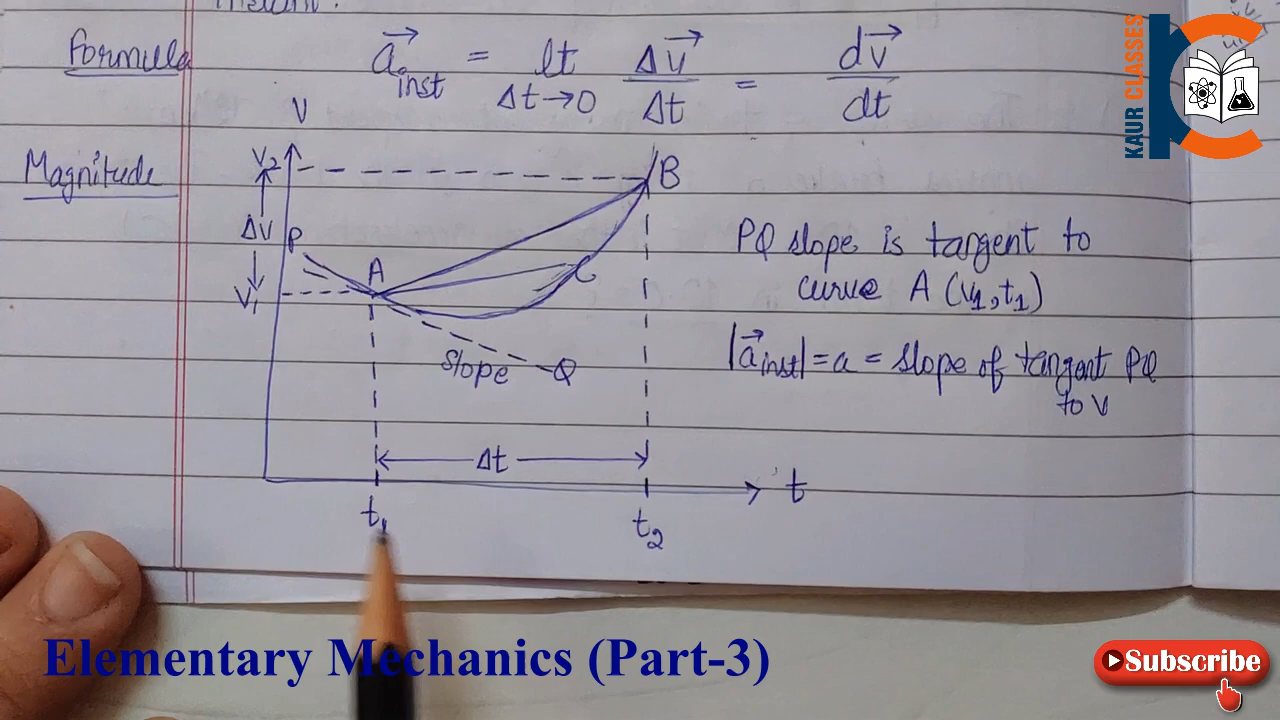 Formula
a⃗inst = lt Δt→0 Δv⃗/Δt = dv⃗/dt
KAUR CLASSES
Magnitude
V
V2
B
ΔV
P
A
C
V1
Slope
Q
Δt
t
t1
t2
PQ slope is tangent to
curve A (v1, t1)
|a⃗inst| = a = slope of tangent PQ
to v
Elementary Mechanics (Part-3)
Subscribe